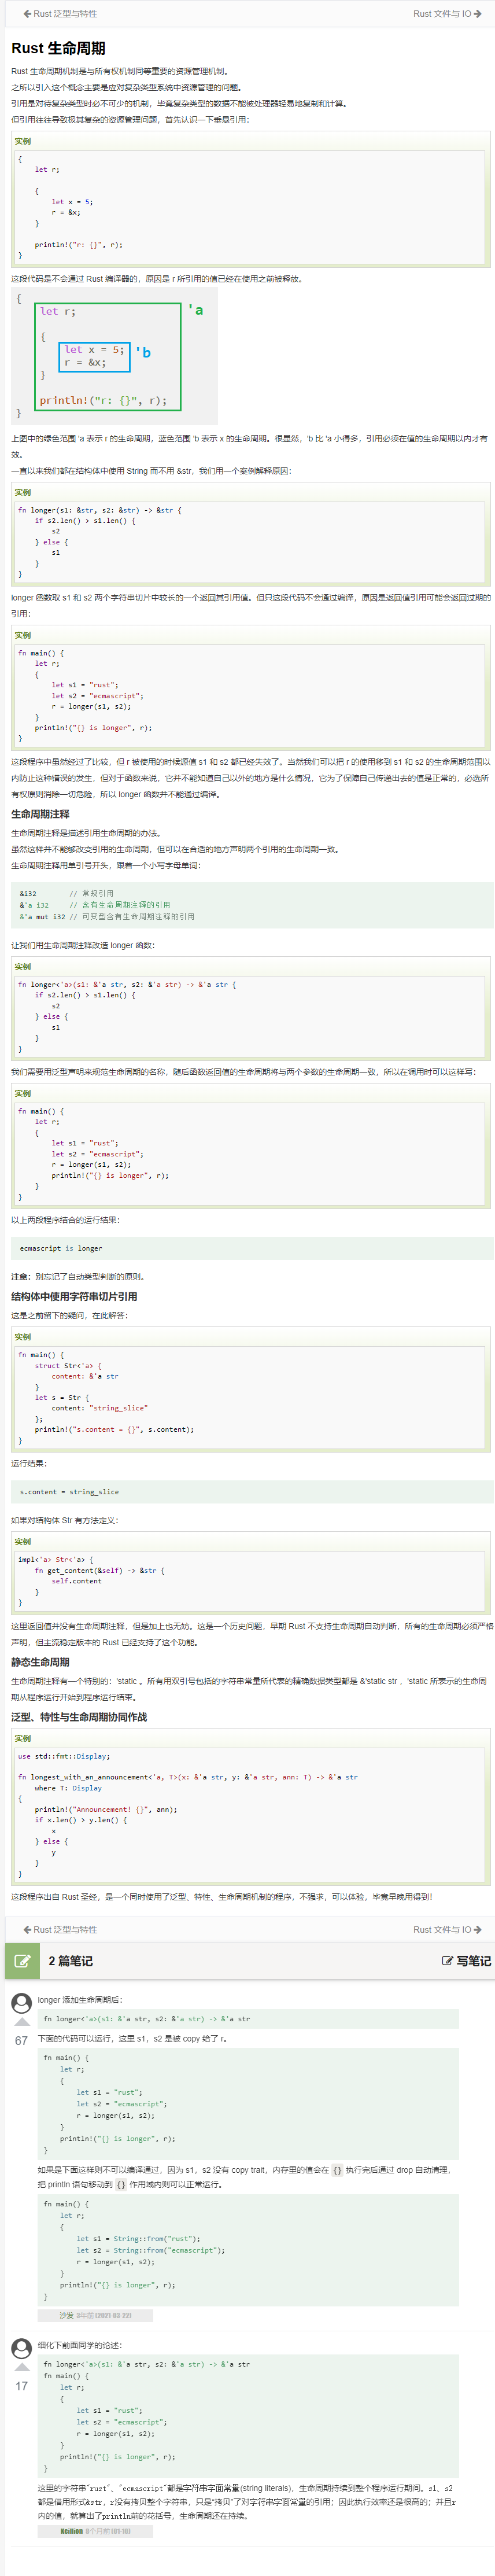 ← Rust 泛型与特性
Rust 文件与 IO →
Rust 生命周期
Rust 生命周期机制是与所有权机制同等重要的资源管理机制。
之所以引入这个概念主要是应对复杂类型系统中资源管理的问题。
引用是对待复杂类型时必不可少的机制，毕竟复杂类型的数据不能被处理器轻易地复制和计算。
但引用往往导致极其复杂的资源管理问题，首先认识一下垂悬引用：
实例
{
    let r;

    {
        let x = 5;
        r = &x;
    }

    println!("r: {}", r);
}
这段代码是不会通过 Rust 编译器的，原因是 r 所引用的值已经在使用之前被释放。
{
    let r;
'a
    {
        let x = 5;
'b
        r = &x;
    }
    println!("r: {}", r);
}
上图中的绿色范围 'a 表示 r 的生命周期，蓝色范围 'b 表示 x 的生命周期。很显然，'b 比 'a 小得多，引用必须在值的生命周期以内才有
效。
一直以来我们都在结构体中使用 String 而不用 &str，我们用一个案例解释原因：
实例
fn longer(s1: &str, s2: &str) -> &str {
    if s2.len() > s1.len() {
        s2
    } else {
        s1
    }
}
longer 函数取 s1 和 s2 两个字符串切片中较长的一个返回其引用值。但只这段代码不会通过编译，原因是返回值引用可能会返回过期的
引用：
实例
fn main() {
    let r;
    {
        let s1 = "rust";
        let s2 = "ecmascript";
        r = longer(s1, s2);
    }
    println!("{} is longer", r);
}
这段程序中虽然经过了比较，但 r 被使用的时候源值 s1 和 s2 都已经失效了。当然我们可以把 r 的使用移到 s1 和 s2 的生命周期范围以
内防止这种错误的发生，但对于函数来说，它并不能知道自己以外的地方是什么情况，它为了保障自己传递出去的值是正常的，必选所
有权原则消除一切危险，所以 longer 函数并不能通过编译。
生命周期注释
生命周期注释是描述引用生命周期的办法。
虽然这样并不能够改变引用的生命周期，但可以在合适的地方声明两个引用的生命周期一致。
生命周期注释用单引号开头，跟着一个小写字母单词：
&i32        // 常规引用
&'a i32     // 含有生命周期注释的引用
&'a mut i32 // 可变型含有生命周期注释的引用
让我们用生命周期注释改造 longer 函数：
实例
fn longer<'a>(s1: &'a str, s2: &'a str) -> &'a str {
    if s2.len() > s1.len() {
        s2
    } else {
        s1
    }
}
我们需要用泛型声明来规范生命周期的名称，随后函数返回值的生命周期将与两个参数的生命周期一致，所以在调用时可以这样写：
实例
fn main() {
    let r;
    {
        let s1 = "rust";
        let s2 = "ecmascript";
        r = longer(s1, s2);
        println!("{} is longer", r);
    }
}
以上两段程序结合的运行结果：
ecmascript is longer
注意：别忘记了自动类型判断的原则。
结构体中使用字符串切片引用
这是之前留下的疑问，在此解答：
实例
fn main() {
    struct Str<'a> {
        content: &'a str
    }
    let s = Str {
        content: "string_slice"
    };
    println!("s.content = {}", s.content);
}
运行结果：
s.content = string_slice
如果对结构体 Str 有方法定义：
实例
impl<'a> Str<'a> {
    fn get_content(&self) -> &str {
        self.content
    }
}
这里返回值并没有生命周期注释，但是加上也无妨。这是一个历史问题，早期 Rust 不支持生命周期自动判断，所有的生命周期必须严格
声明，但主流稳定版本的 Rust 已经支持了这个功能。
静态生命周期
生命周期注释有一个特别的：'static 。所有用双引号包括的字符串常量所代表的精确数据类型都是 &'static str ，'static 所表示的生命周
期从程序运行开始到程序运行结束。
泛型、特性与生命周期协同作战
实例
use std::fmt::Display;

fn longest_with_an_announcement<'a, T>(x: &'a str, y: &'a str, ann: T) -> &'a str
    where T: Display
{
    println!("Announcement! {}", ann);
    if x.len() > y.len() {
        x
    } else {
        y
    }
}
这段程序出自 Rust 圣经，是一个同时使用了泛型、特性、生命周期机制的程序，不强求，可以体验，毕竟早晚用得到！
← Rust 泛型与特性
Rust 文件与 IO →
2 篇笔记
写笔记
longer 添加生命周期后：
fn longer<'a>(s1: &'a str, s2: &'a str) -> &'a str
67
下面的代码可以运行，这里 s1，s2 是被 copy 给了 r。
fn main() {
    let r;
    {
        let s1 = "rust";
        let s2 = "ecmascript";
        r = longer(s1, s2);
    }
    println!("{} is longer", r);
}
如果是下面这样则不可以编译通过，因为 s1，s2 没有 copy trait，内存里的值会在 {} 执行完后通过 drop 自动清理，
把 println 语句移动到 {} 作用域内则可以正常运行。
fn main() {
    let r;
    {
        let s1 = String::from("rust");
        let s2 = String::from("ecmascript");
        r = longer(s1, s2);
    }
    println!("{} is longer", r);
}
沙发 3年前 (2021-03-22)
细化下前面同学的论述：
fn longer<'a>(s1: &'a str, s2: &'a str) -> &'a str
17
fn main() {
    let r;
    {
        let s1 = "rust";
        let s2 = "ecmascript";
        r = longer(s1, s2);
    }
    println!("{} is longer", r);
}
这里的字符串"rust"、"ecmascript"都是字符串字面常量(string literals)，生命周期持续到整个程序运行期间。s1、s2
都是借用形式&str，r没有拷贝整个字符串，只是"拷贝"了对字符串字面常量的引用；因此执行效率还是很高的；并且r
内的值，就算出了println前的花括号，生命周期还在持续。